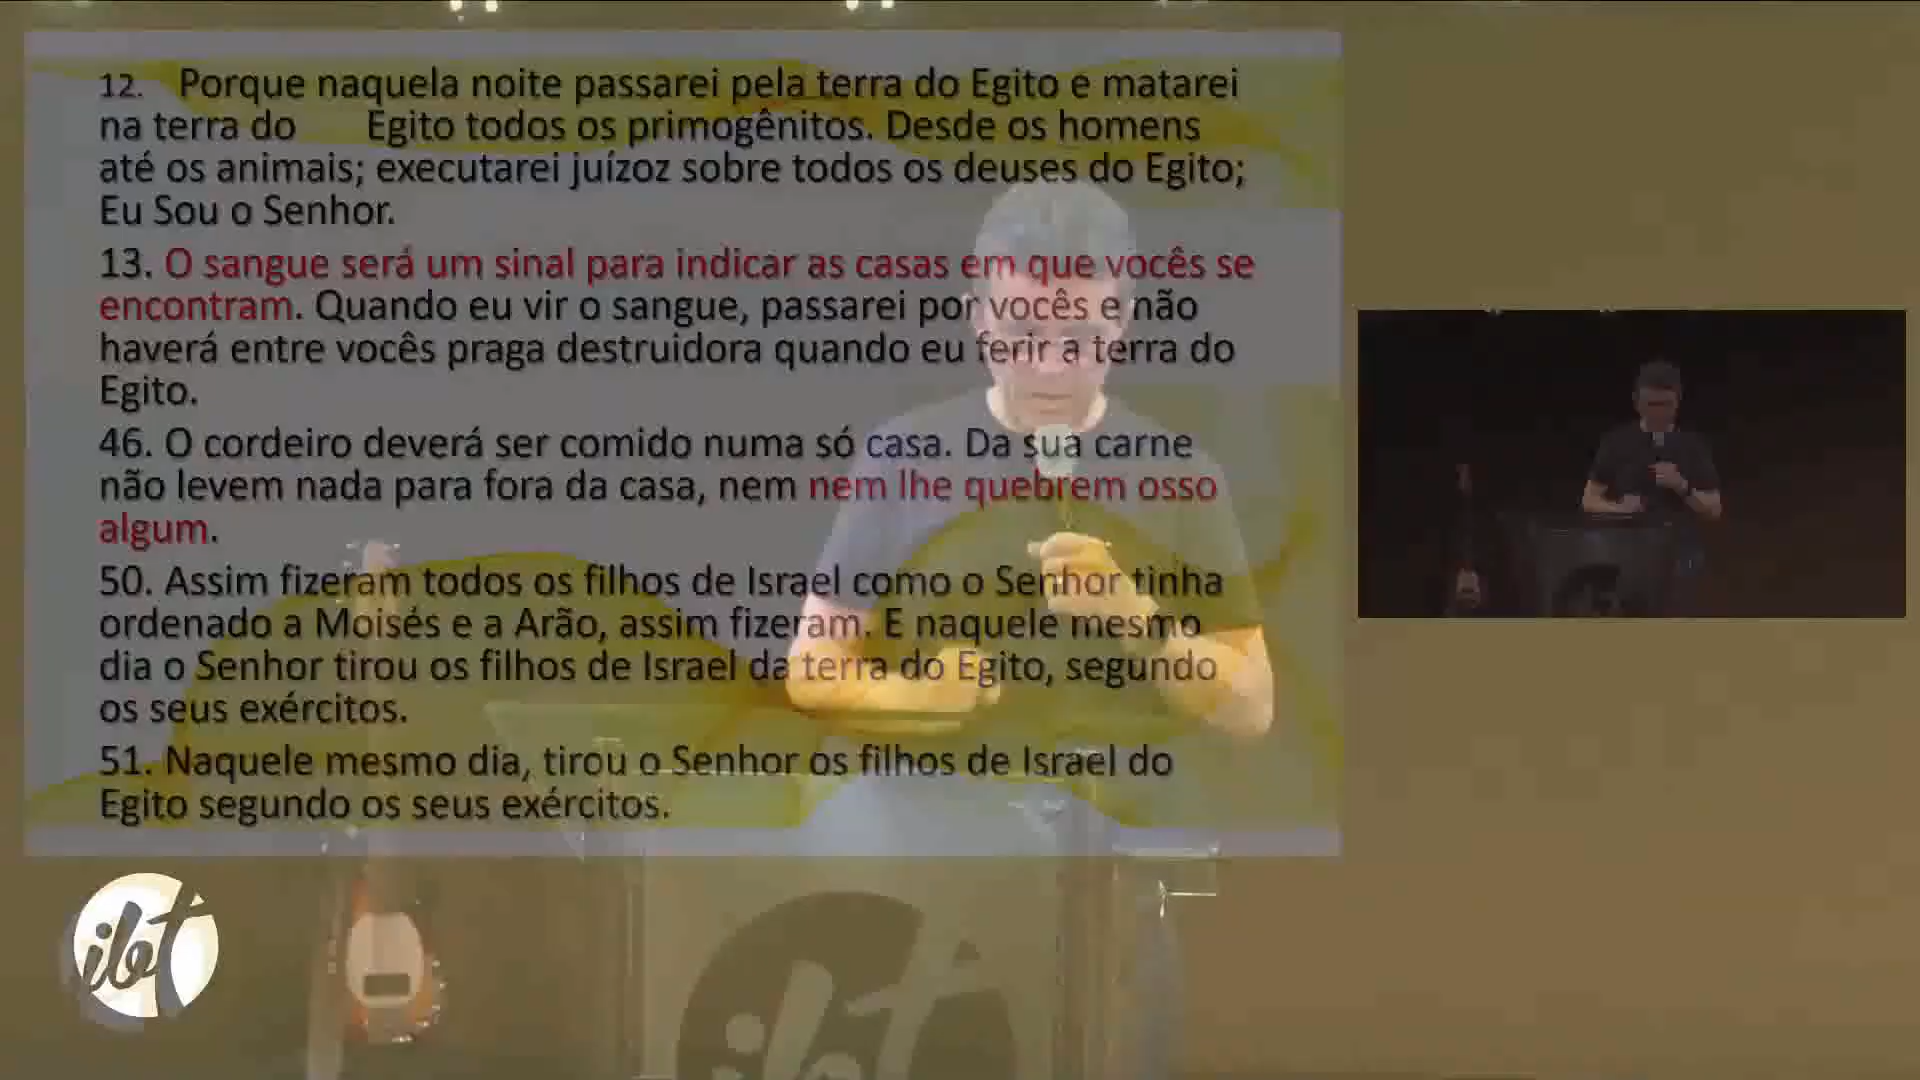 12. Porque naquela noite passarei pela terra do Egito e matarei
na terra do Egito todos os primogênitos. Desde os homens
até os animais; executarei juízoz sobre todos os deuses do Egito;
Eu Sou o Senhor.
13. O sangue será um sinal para indicar as casas em que vocês se
encontram. Quando eu vir o sangue, passarei por vocês e não
haverá entre vocês praga destruidora quando eu ferir a terra do
Egito.
46. O cordeiro deverá ser comido numa só casa. Da sua carne
não levem nada para fora da casa, nem nem lhe quebrem osso
algum.
50. Assim fizeram todos os filhos de Israel como o Senhor tinha
ordenado a Moisés e a Arão, assim fizeram. E naquele mesmo
dia o Senhor tirou os filhos de Israel da terra do Egito, segundo
os seus exércitos.
51. Naquele mesmo dia, tirou o Senhor os filhos de Israel do
Egito segundo os seus exércitos.
ibt
ibt